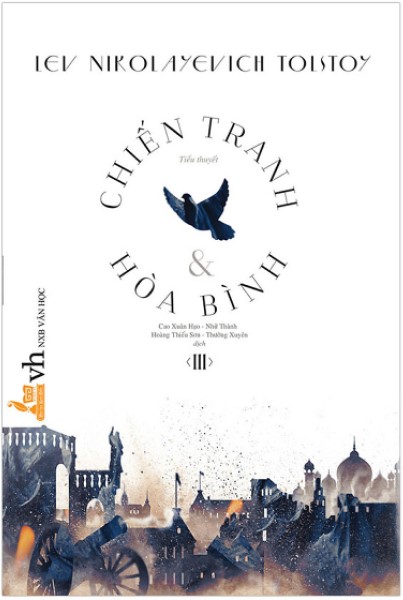 LEV NIKOLAYEVICH TOLSTOY
CHIẾN TRANH
Tiểu thuyết
&
HÒA BÌNH
Cao Xuân Hạo - Nhữ Thành
Hoàng Thiếu Sơn - Thường Xuyên
dịch
‹III›
vh NXB VĂN HỌC